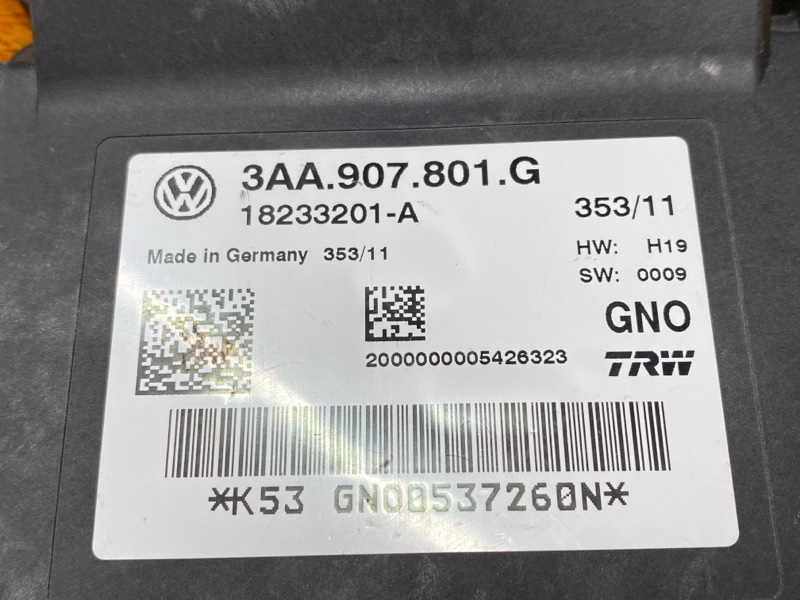 3AA.907.801.G
18233201-A 353/11
Made in Germany 353/11
HW: H19
SW: 0009
GNO
2000000005426323
TRW
*K53 GNO0537260N*